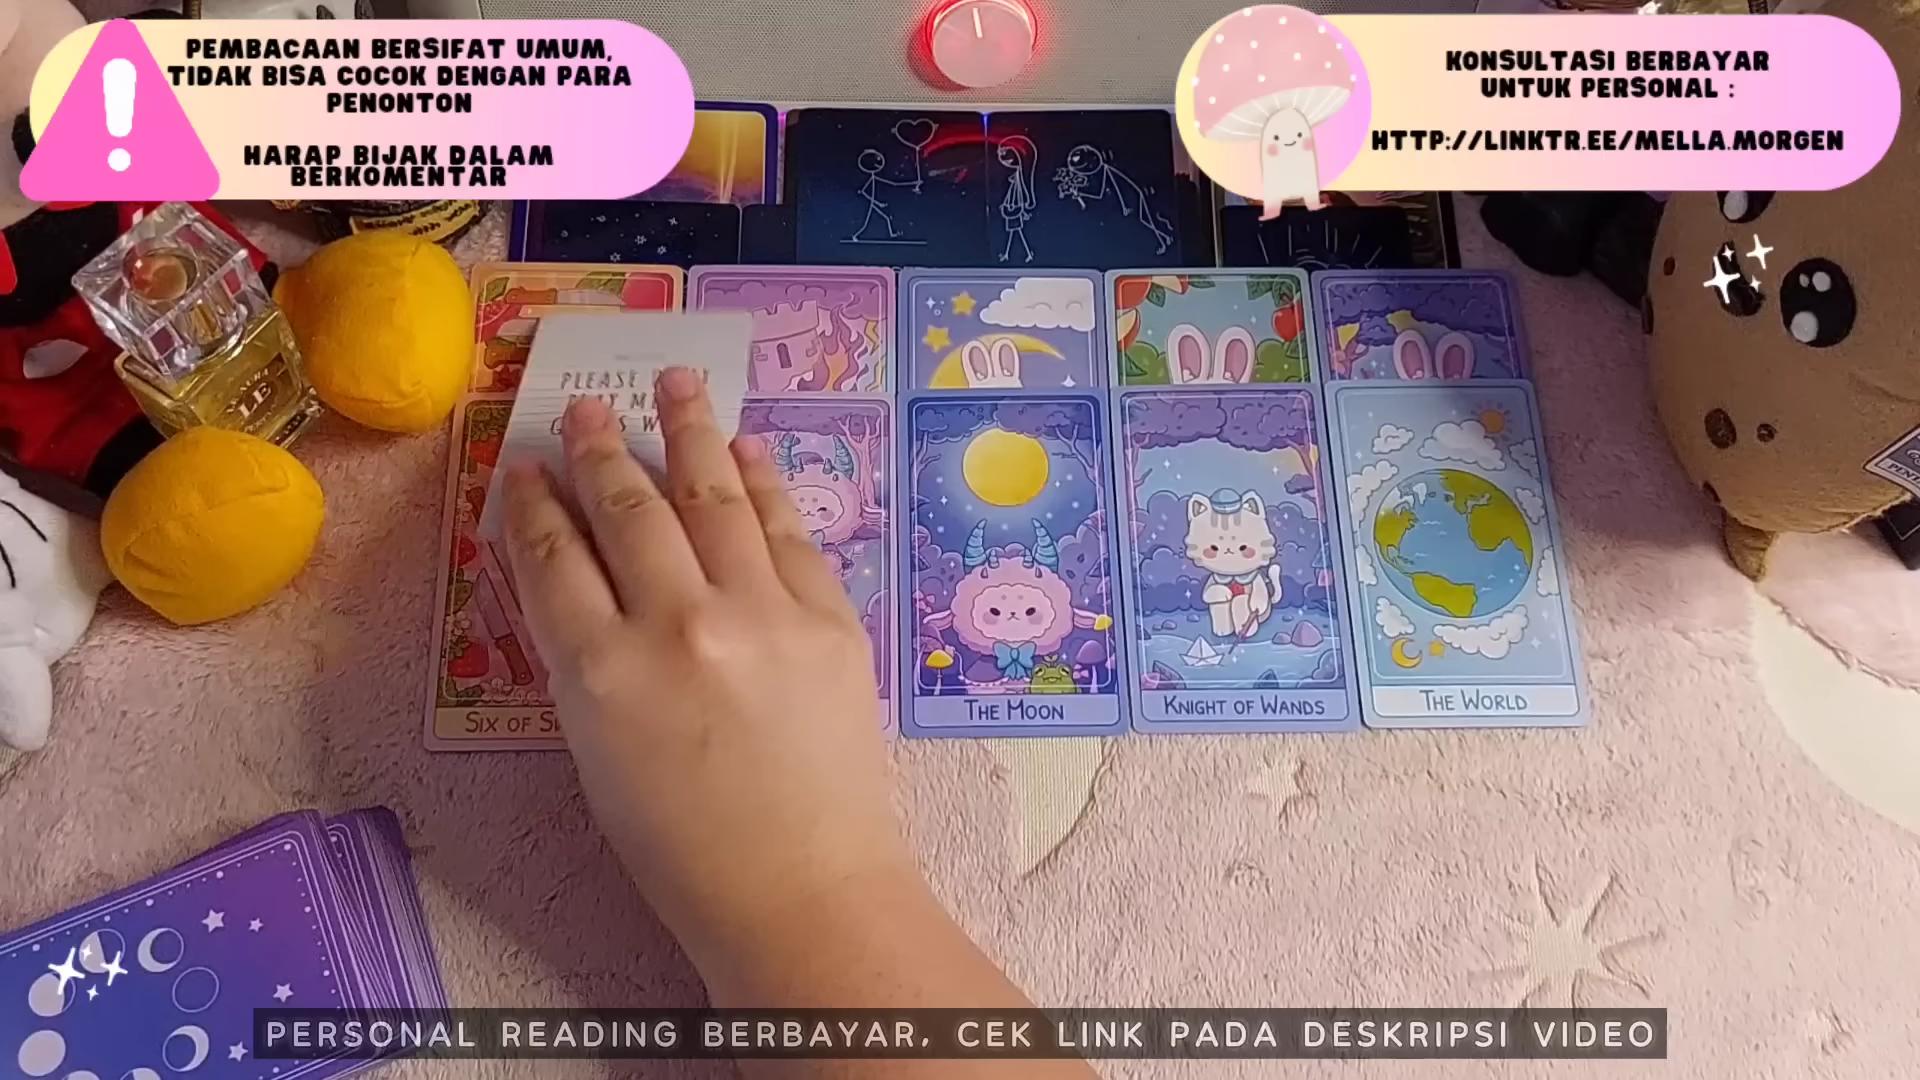 PEMBACAAN BERSIFAT UMUM,
TIDAK BISA COCOK DENGAN PARA
PENONTON
HARAP BIJAK DALAM
BERKOMENTAR
KONSULTASI BERBAYAR
UNTUK PERSONAL :
HTTP://LINKTR.EE/MELLA.MORGEN
PLEASE
SIX OF
THE MOON
KNIGHT OF WANDS
THE WORLD
PERSONAL READING BERBAYAR, CEK LINK PADA DESKRIPSI VIDEO